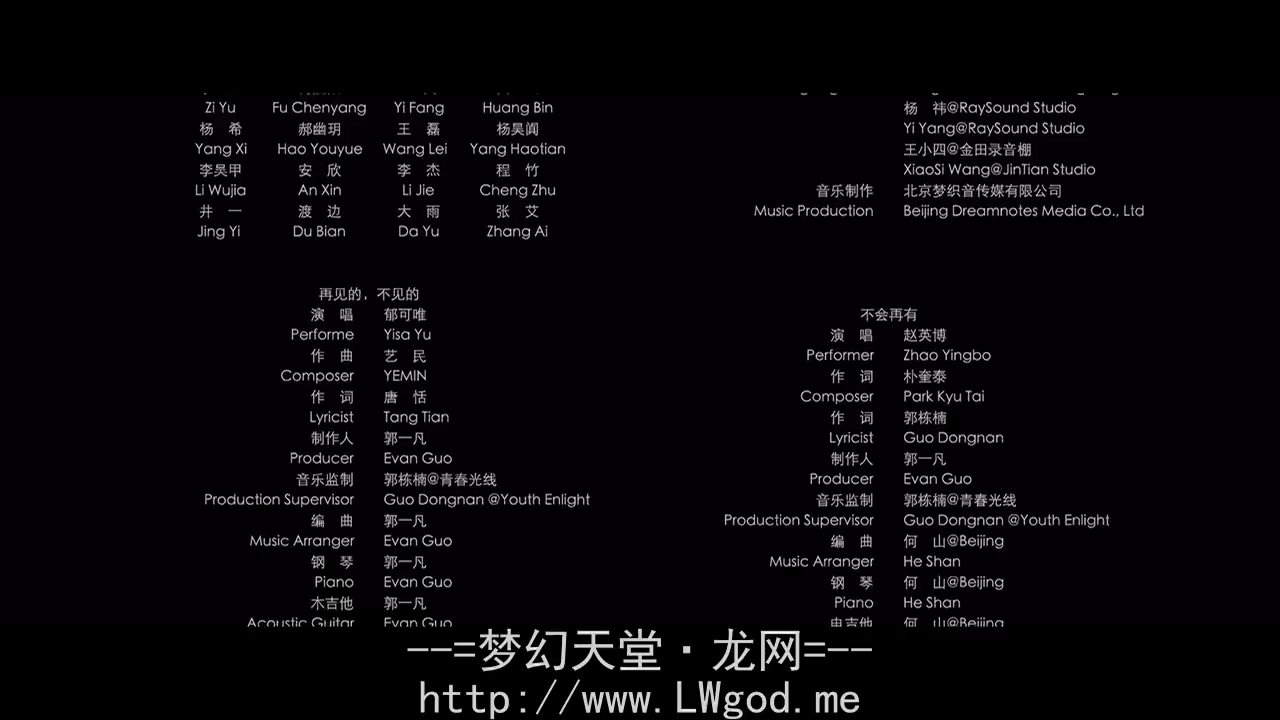 Zi Yu Fu Chenyang Yi Fang Huang Bin
杨 希 郝幽玥 王 磊 杨昊阗
Yang Xi Hao Youyue Wang Lei Yang Haotian
李吴甲 安 欣 李 杰 程 竹
Li Wujia An Xin Li Jie Cheng Zhu
井 一 渡 边 大 雨 张 艾
Jing Yi Du Bian Da Yu Zhang Ai
杨 祎@RaySound Studio
Yi Yang@RaySound Studio
王小四@金田录音棚
XiaoSi Wang@JinTian Studio
音乐制作 北京梦织音传媒有限公司
Music Production Beijing Dreamnotes Media Co., Ltd
再见的，不见的
演 唱 郁可唯
Performe Yisa Yu
作 曲 艺 民
Composer YEMIN
作 词 唐 恬
Lyricist Tang Tian
制作人 郭一凡
Producer Evan Guo
音乐监制 郭栋楠@青春光线
Production Supervisor Guo Dongnan @Youth Enlight
编 曲 郭一凡
Music Arranger Evan Guo
钢 琴 郭一凡
Piano Evan Guo
木吉他 郭一凡
Acoustic Guitar Evan Guo
不会再有
演 唱 赵英博
Performer Zhao Yingbo
作 词 朴奎泰
Composer Park Kyu Tai
作 词 郭栋楠
Lyricist Guo Dongnan
制作人 郭一凡
Producer Evan Guo
音乐监制 郭栋楠@青春光线
Production Supervisor Guo Dongnan @Youth Enlight
编 曲 何 山@Beijing
Music Arranger He Shan
钢 琴 何 山@Beijing
Piano He Shan
电吉他 何 山@Beijing
--=梦幻天堂·龙网=--
http://www.LWgod.me